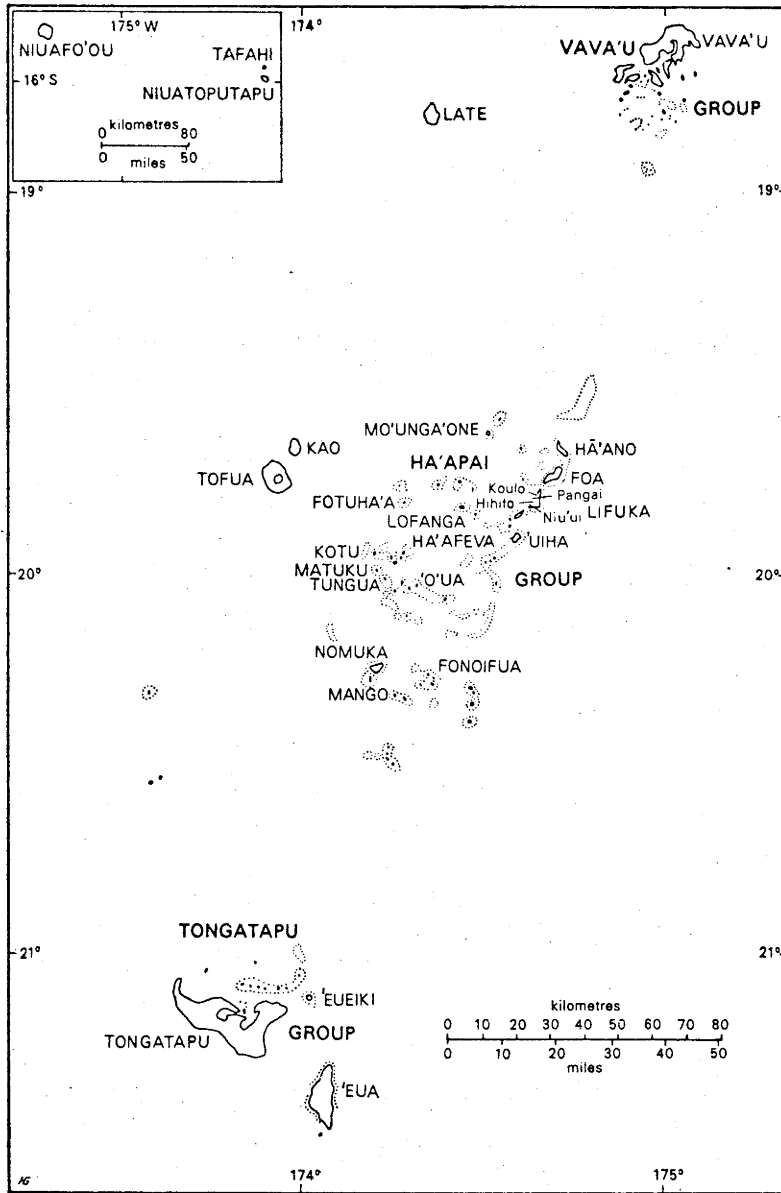 175° W
NIUAFO'OU
TAFAHI
16° S
NIUATOPUTAPU
kilometres
0 80
0 50
miles
174°
VAVA'U
VAVA'U
GROUP
LATE
19° 19°
MO'UNGA'ONE
HĀ'ANO
KAO
HA'APAI
FOA
TOFUA
Koulo
Pangai
FOTUHA'A
Hihifo
LIFUKA
Niu'ui
LOFANGA
HA'AFEVA
'UIHA
KOTU
MATUKU
20° 20°
TUNGUA
'O'UA
GROUP
NOMUKA
FONOIFUA
MANGO
TONGATAPU
21° 21°
'EUEIKI
TONGATAPU
GROUP
kilometres
0 10 20 30 40 50 60 70 80
0 10 20 30 40 50
miles
'EUA
174° 175°